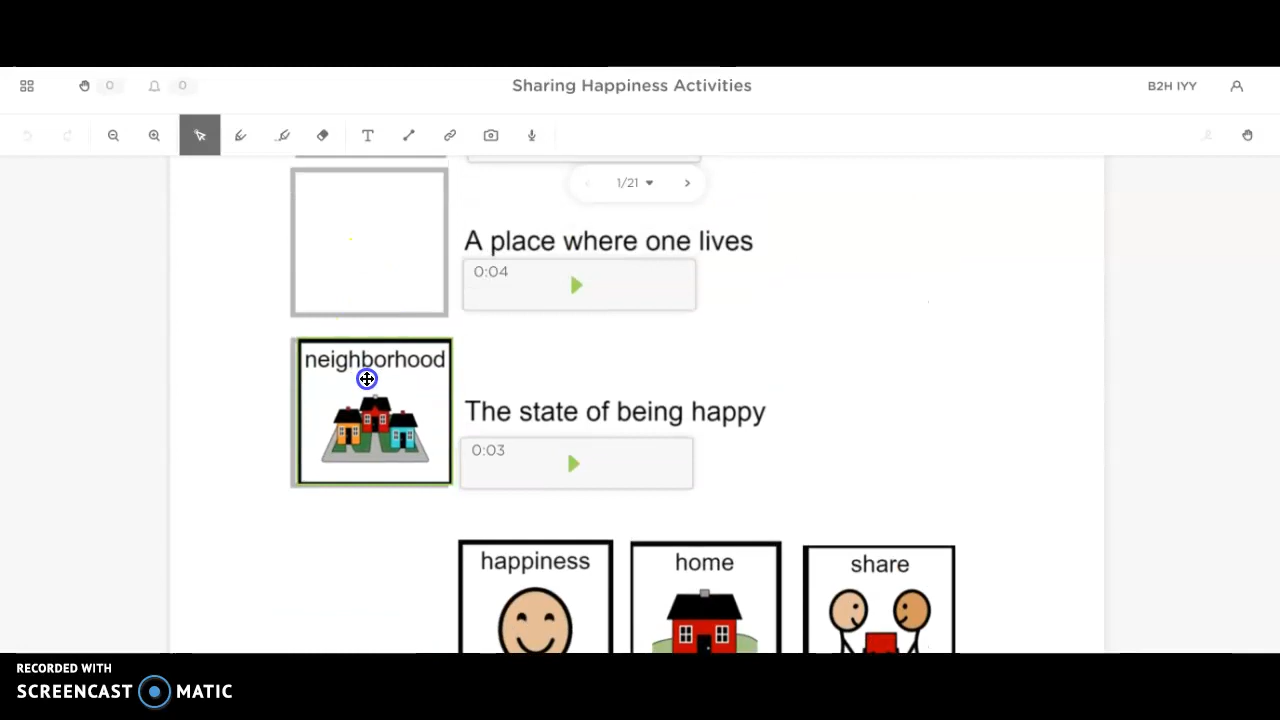 0
0
Sharing Happiness Activities
B2H IYY
T
1/21
A place where one lives
0:04
neighborhood
The state of being happy
0:03
happiness
home
share
RECORDED WITH
SCREENCAST MATIC